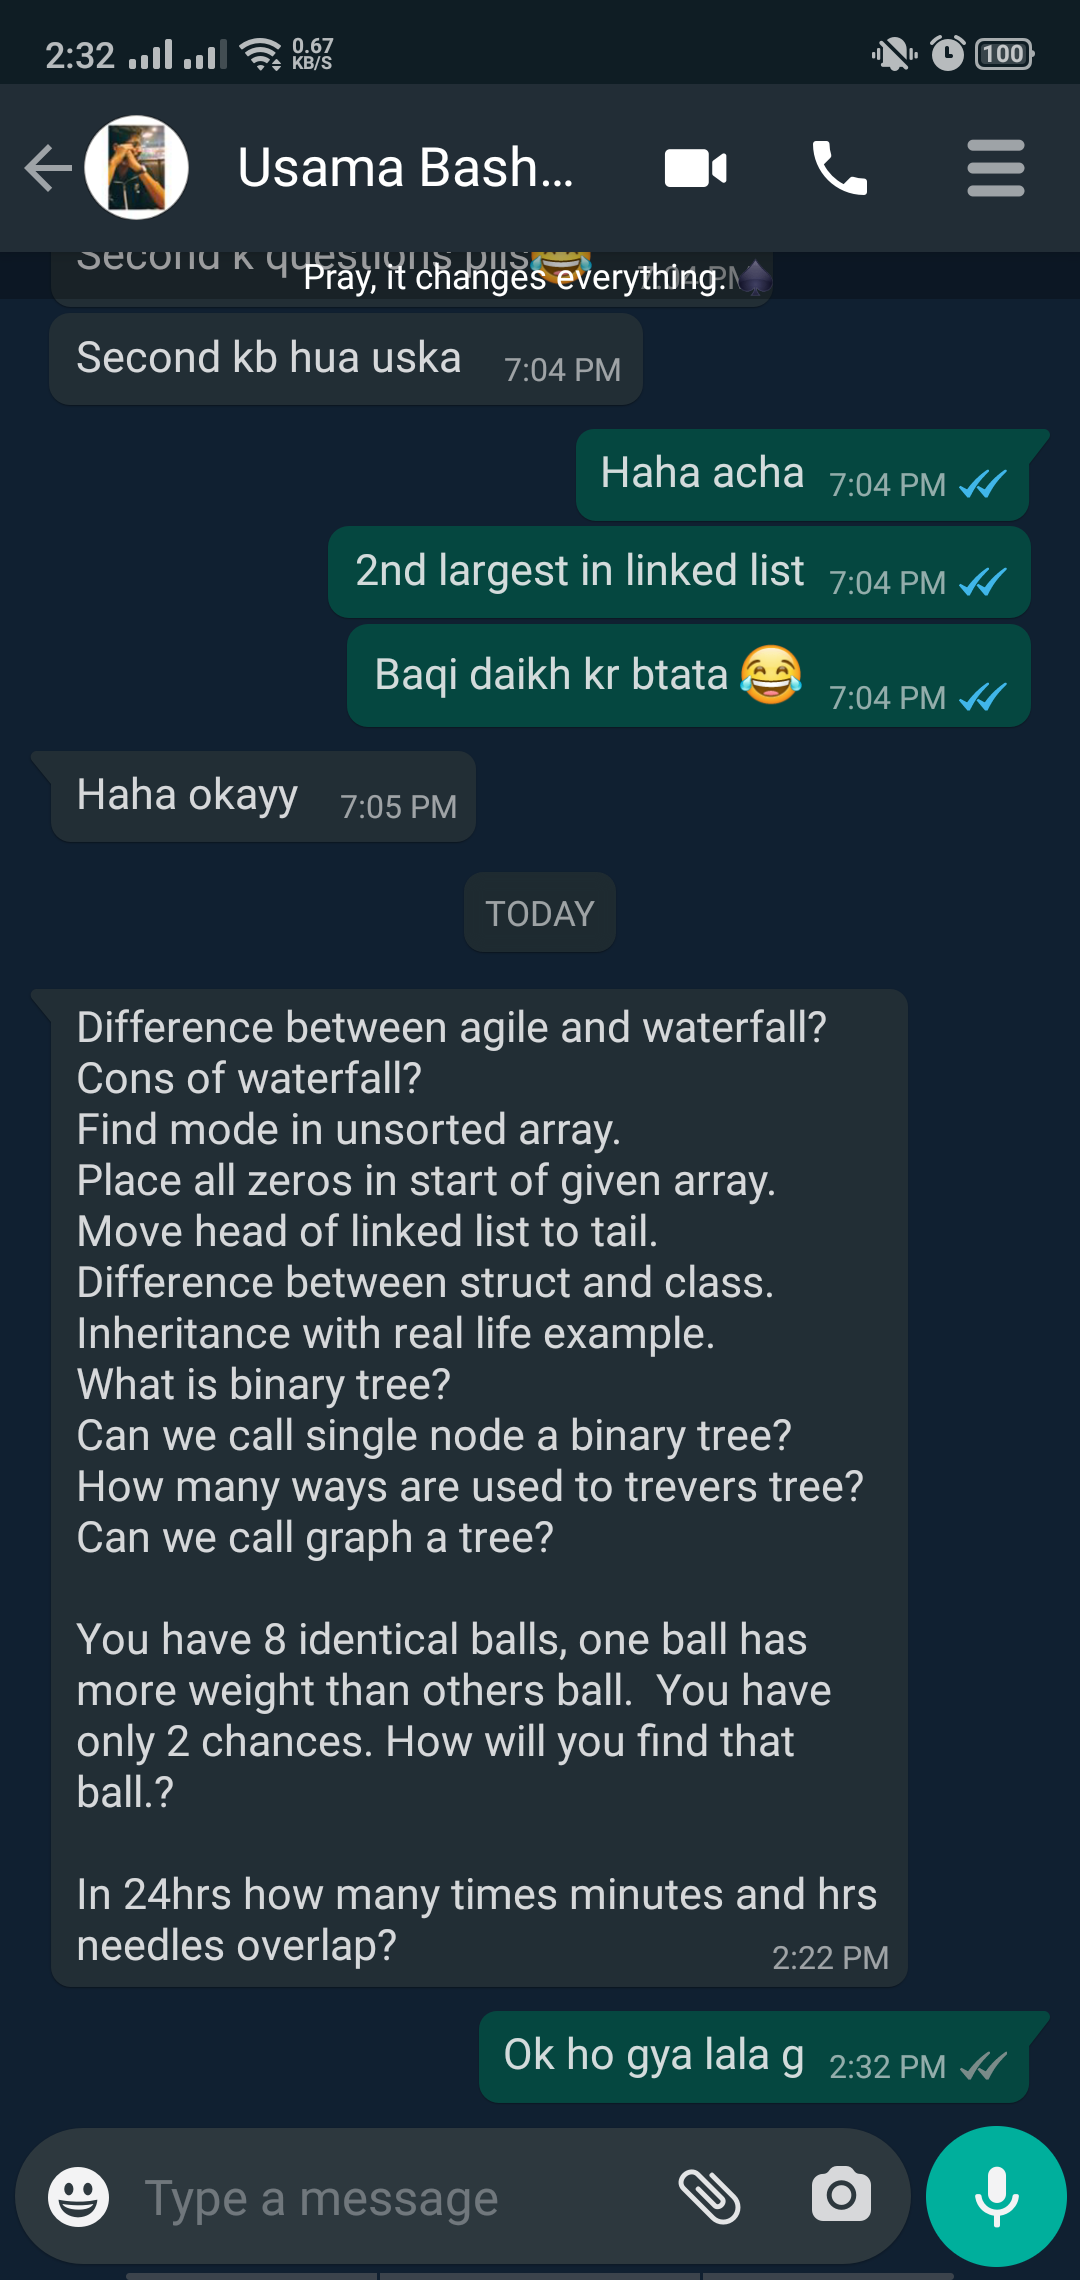 2:32
0.67
KB/S
100
Usama Bash...
Second k questions plls😂 7:04 PM
Pray, it changes everything.♠
Second kb hua uska 7:04 PM
Haha acha 7:04 PM
2nd largest in linked list 7:04 PM
Baqi daikh kr btata 😂 7:04 PM
Haha okayy 7:05 PM
TODAY
Difference between agile and waterfall?
Cons of waterfall?
Find mode in unsorted array.
Place all zeros in start of given array.
Move head of linked list to tail.
Difference between struct and class.
Inheritance with real life example.
What is binary tree?
Can we call single node a binary tree?
How many ways are used to trevers tree?
Can we call graph a tree?
You have 8 identical balls, one ball has
more weight than others ball.  You have
only 2 chances. How will you find that
ball.?
In 24hrs how many times minutes and hrs
needles overlap?
2:22 PM
Ok ho gya lala g 2:32 PM
Type a message